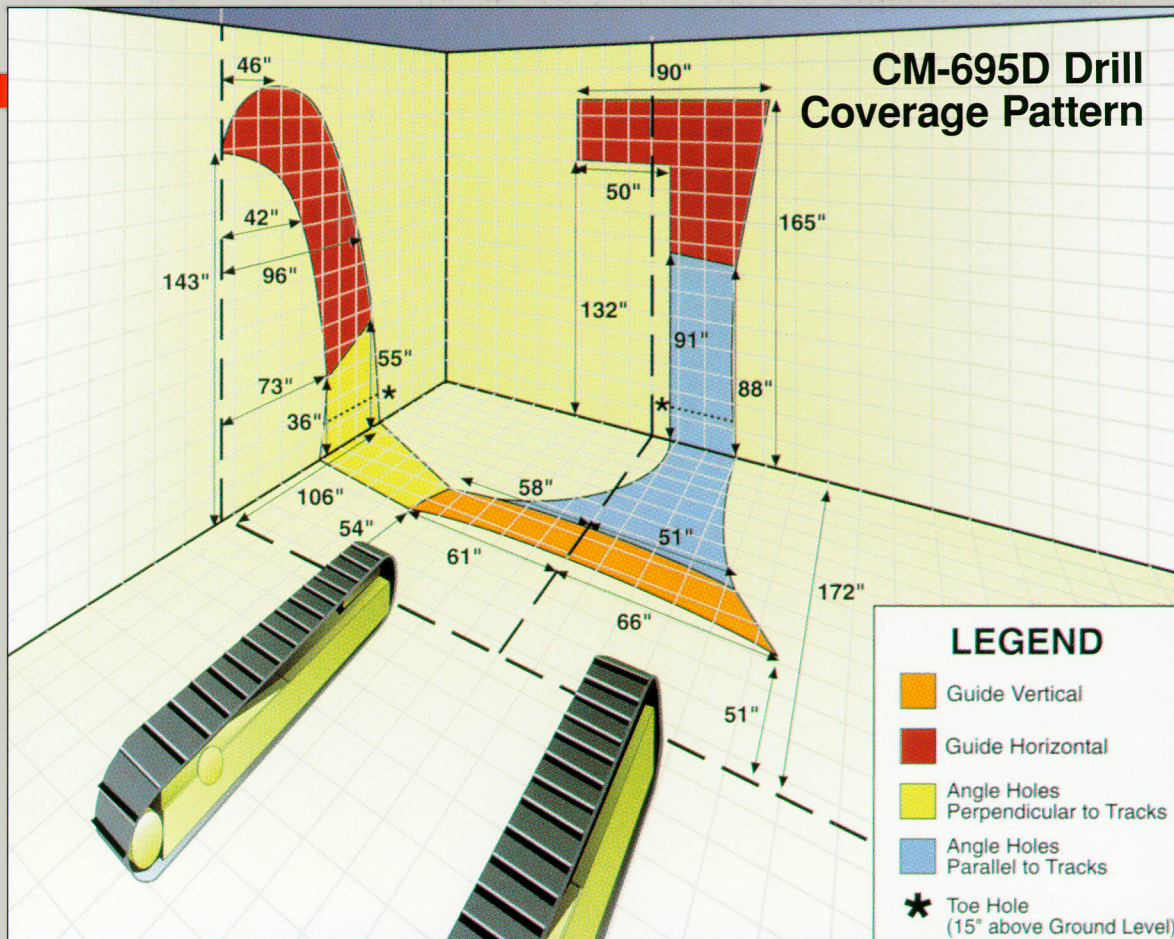 CM-695D Drill
Coverage Pattern
46"
90"
50"
42"
165"
96"
143"
132"
91"
55"
73"
88"
36"
58"
106"
54"
51"
61"
172"
66"
51"
LEGEND
Guide Vertical
Guide Horizontal
Angle Holes
Perpendicular to Tracks
Angle Holes
Parallel to Tracks
* Toe Hole
(15" above Ground Level)